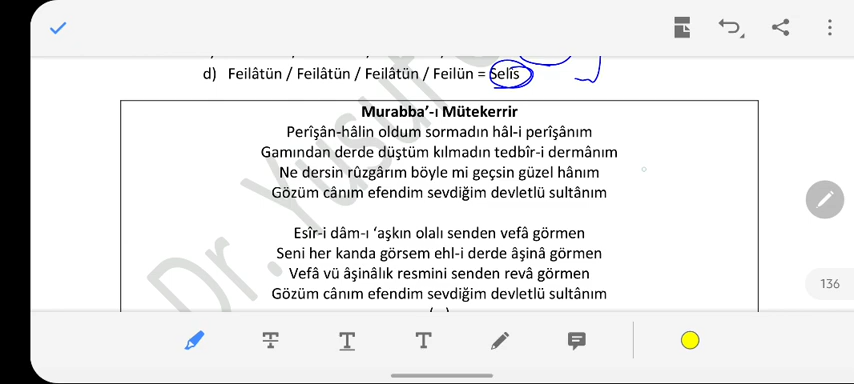 d) Feilâtün / Feilâtün / Feilâtün / Feilün = Selis
Murabba'-ı Mütekerrir
Perîşân-hâlin oldum sormadın hâl-i perîşânım
Gamından derde düştüm kılmadın tedbîr-i dermânım
Ne dersin rûzgârım böyle mi geçsin güzel hânım
Gözüm cânım efendim sevdiğim devletlü sultânım
Esîr-i dâm-ı ‘aşkın olalı senden vefâ görmen
Seni her kanda görsem ehl-i derde âşinâ görmen
Vefâ vü âşinâlık resmini senden revâ görmen
Gözüm cânım efendim sevdiğim devletlü sultânım
136
T T T
Dr. Yusuf